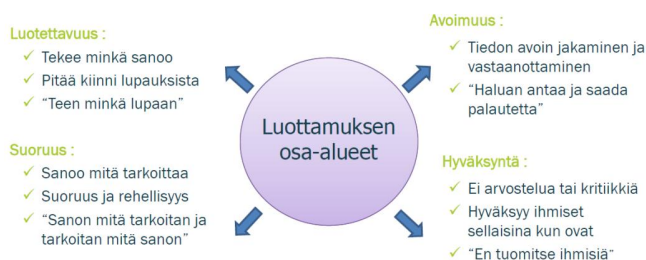 Luotettavuus :
✓ Tekee minkä sanoo
✓ Pitää kiinni lupauksista
✓ “Teen minkä lupaan”
Suoruus :
✓ Sanoo mitä tarkoittaa
✓ Suoruus ja rehellisyys
✓ “Sanon mitä tarkoitan ja
tarkoitan mitä sanon”
Luottamuksen
osa-alueet
Avoimuus :
✓ Tiedon avoin jakaminen ja
vastaanottaminen
✓ “Haluan antaa ja saada
palautetta”
Hyväksyntä :
✓ Ei arvostelua tai kritiikkiä
✓ Hyväksyy ihmiset
sellaisina kun ovat
✓ “En tuomitse ihmisiä“